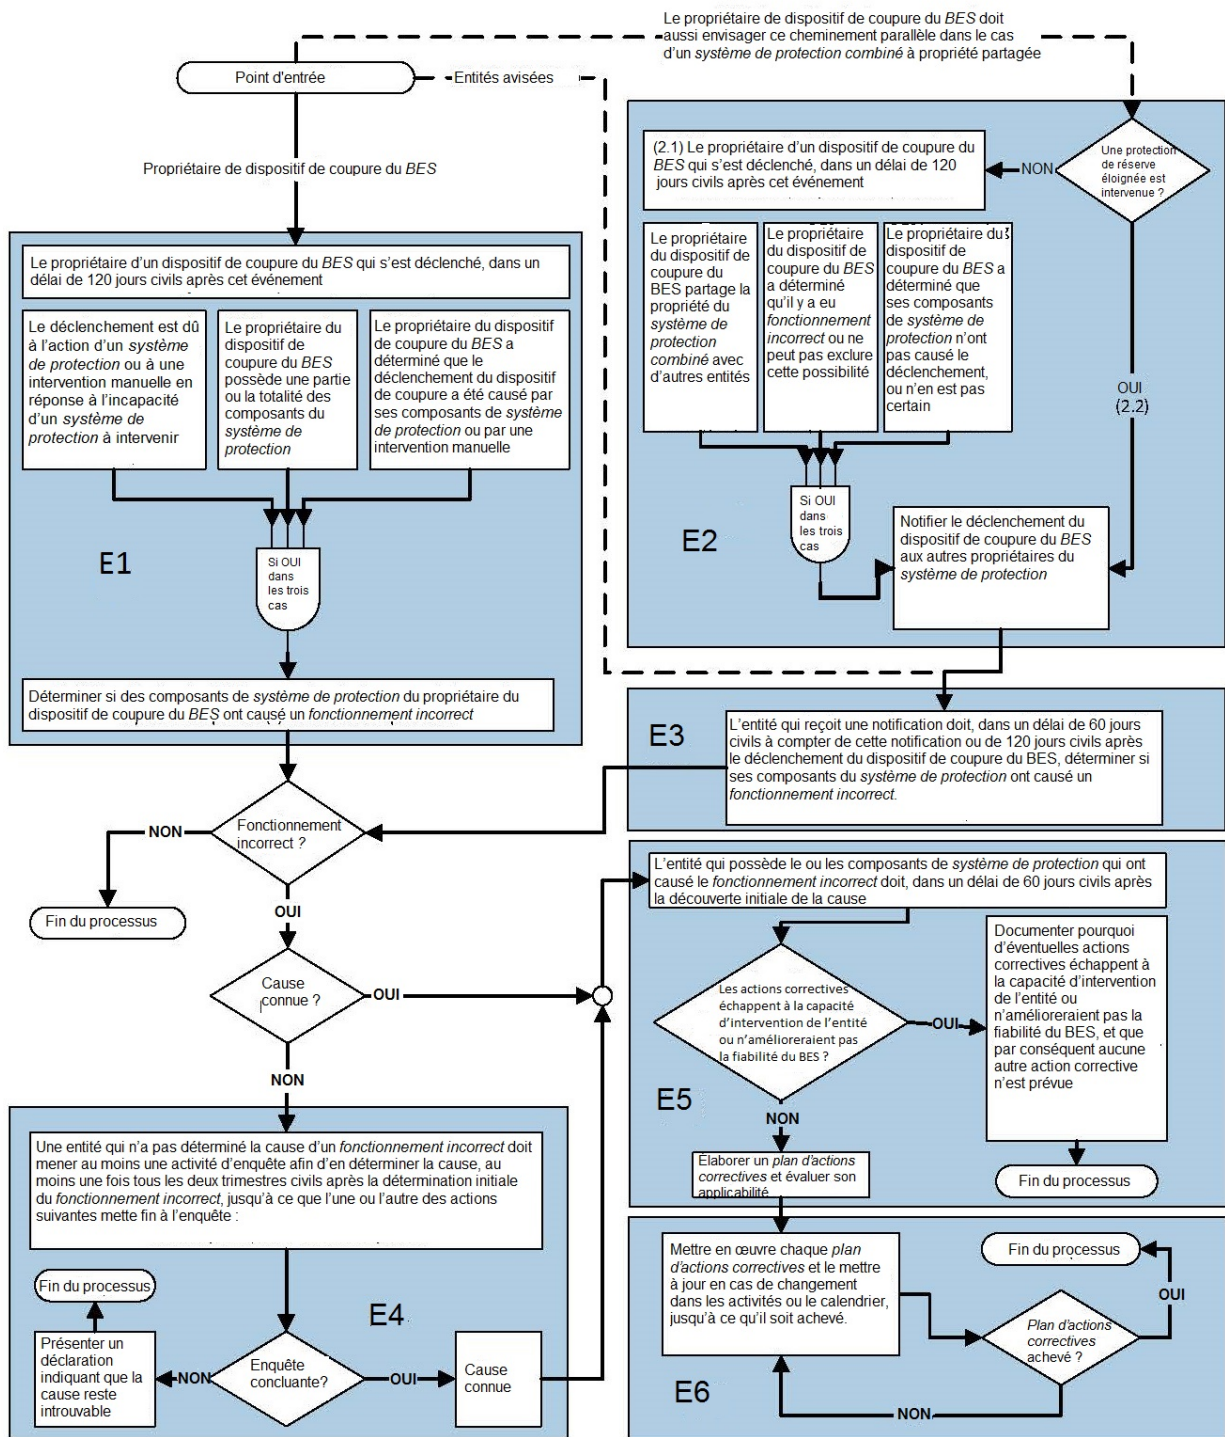 Le propriétaire de dispositif de coupure du BES doit
aussi envisager ce cheminement parallèle dans le cas
d'un système de protection combiné à propriété partagée
Point d'entrée
Entités avisées
Propriétaire de dispositif de coupure du BES
Le propriétaire d'un dispositif de coupure du BES qui s'est déclenché, dans un
délai de 120 jours civils après cet événement
Le déclenchement est dû
à l'action d'un système
de protection ou à une
intervention manuelle en
réponse à l'incapacité
d'un système de
protection à intervenir
Le propriétaire du
dispositif de
coupure du BES
possède une partie
ou la totalité des
composants du
système de
protection
Le propriétaire du dispositif
de coupure du BES a
déterminé que le
déclenchement du dispositif
de coupure a été causé par
ses composants de système
de protection ou par une
intervention manuelle
E1
Si OUI
dans
les trois
cas
Déterminer si des composants de système de protection du propriétaire du
dispositif de coupure du BES ont causé un fonctionnement incorrect
(2.1) Le propriétaire d'un dispositif de coupure du
BES qui s'est déclenché, dans un délai de 120
jours civils après cet événement
NON
Une protection
de réserve
éloignée est
intervenue ?
Le propriétaire
du dispositif de
coupure du
BES partage la
propriété du
système de
protection
combiné avec
d'autres entités
Le propriétaire
du dispositif de
coupure du BES
a déterminé
qu'il y a eu
fonctionnement
incorrect ou ne
peut pas exclure
cette possibilité
Le propriétaire du
dispositif de
coupure du BES a
déterminé que
ses composants
de système de
protection n'ont
pas causé le
déclenchement,
ou n'en est pas
certain
OUI
(2.2)
E2
Si OUI
dans
les trois
cas
Notifier le déclenchement du
dispositif de coupure du BES
aux autres propriétaires du
système de protection
E3
L'entité qui reçoit une notification doit, dans un délai de 60 jours
civils à compter de cette notification ou de 120 jours civils après
le déclenchement du dispositif de coupure du BES, déterminer si
ses composants du système de protection ont causé un
fonctionnement incorrect.
Fonctionnement
incorrect ?
NON
Fin du processus
OUI
Cause
connue ?
OUI
NON
L'entité qui possède le ou les composants de système de protection qui ont
causé le fonctionnement incorrect doit, dans un délai de 60 jours civils après
la découverte initiale de la cause
Les actions correctives
échappent à la capacité
d'intervention de l'entité
ou n'amélioreraient pas
la fiabilité du BES ?
OUI
Documenter pourquoi
d'éventuelles actions
correctives échappent à
la capacité d'intervention
de l'entité ou
n'amélioreraient pas la
fiabilité du BES, et que
par conséquent aucune
autre action corrective
n'est prévue
E5
NON
Élaborer un plan d'actions
correctives et évaluer son
applicabilité
Fin du processus
Une entité qui n'a pas déterminé la cause d'un fonctionnement incorrect doit
mener au moins une activité d'enquête afin d'en déterminer la cause, au
moins une fois tous les deux trimestres civils après la détermination initiale
du fonctionnement incorrect, jusqu'à ce que l'une ou l'autre des actions
suivantes mette fin à l'enquête :
Fin du processus
E4
Présenter un
déclaration
indiquant que la
cause reste
introuvable
NON
Enquête
concluante?
OUI
Cause
connue
Mettre en œuvre chaque plan
d'actions correctives et le mettre
à jour en cas de changement
dans les activités ou le calendrier,
jusqu'à ce qu'il soit achevé.
Fin du processus
OUI
Plan d'actions
correctives
achevé ?
E6
NON